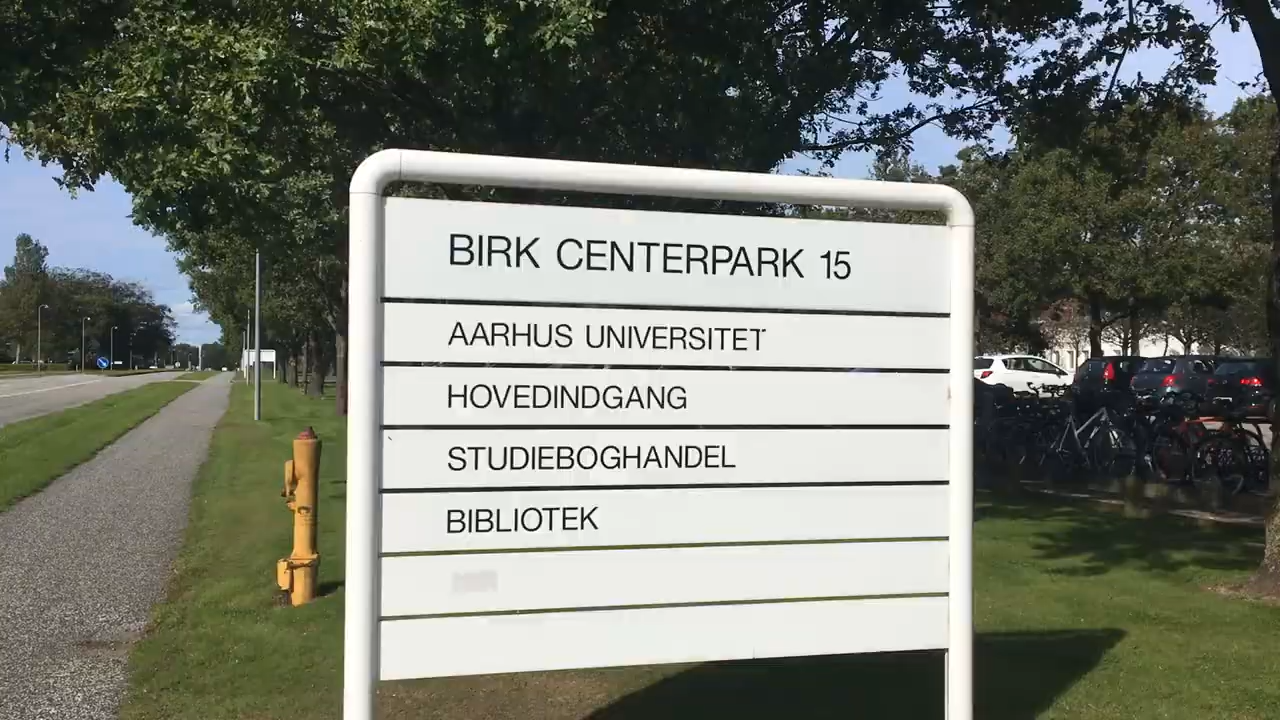 BIRK CENTERPARK 15
AARHUS UNIVERSITET
HOVEDINDGANG
STUDIEBOGHANDEL
BIBLIOTEK